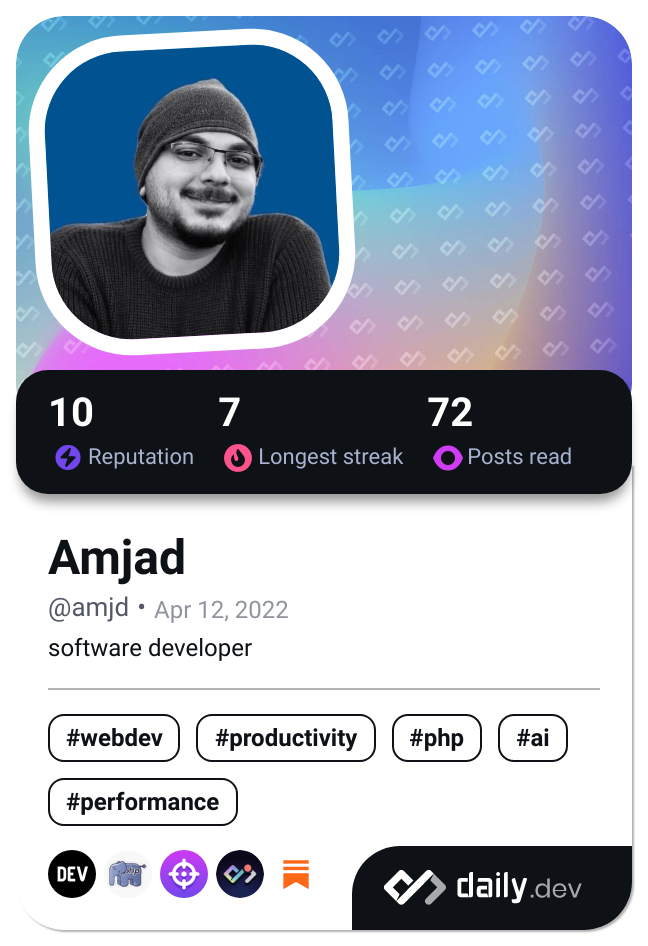 10 7 72
Reputation Longest streak Posts read
Amjad
@amjd • Apr 12, 2022
software developer
#webdev #productivity #php #ai
#performance
DEV php
daily.dev